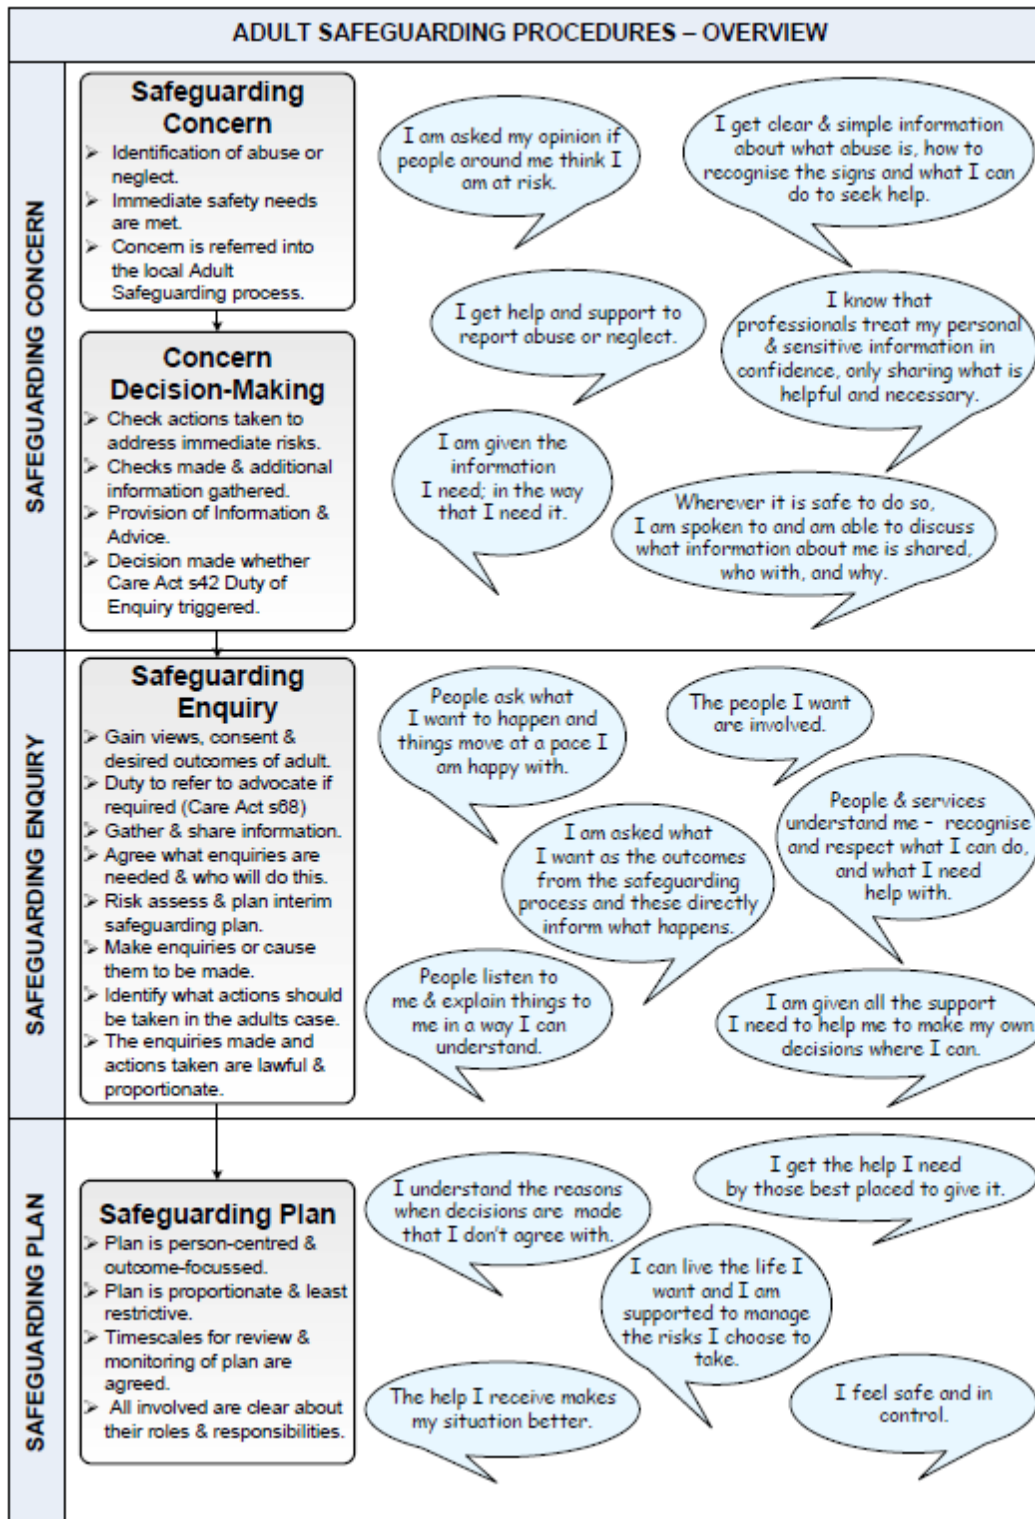 ADULT SAFEGUARDING PROCEDURES – OVERVIEW
SAFEGUARDING CONCERN
Safeguarding
Concern
➢ Identification of abuse or
neglect.
➢ Immediate safety needs
are met.
➢ Concern is referred into
the local Adult
Safeguarding process.
Concern
Decision-Making
➢ Check actions taken to
address immediate risks.
➢ Checks made & additional
information gathered.
➢ Provision of Information &
Advice.
➢ Decision made whether
Care Act s42 Duty of
Enquiry triggered.
I am asked my opinion if
people around me think I
am at risk.
I get clear & simple information
about what abuse is, how to
recognise the signs and what I can
do to seek help.
I get help and support to
report abuse or neglect.
I know that
professionals treat my personal
& sensitive information in
confidence, only sharing what is
helpful and necessary.
I am given the
information
I need; in the way
that I need it.
Wherever it is safe to do so,
I am spoken to and am able to discuss
what information about me is shared,
who with, and why.
SAFEGUARDING ENQUIRY
Safeguarding
Enquiry
➢ Gain views, consent &
desired outcomes of adult.
➢ Duty to refer to advocate if
required (Care Act s68)
➢ Gather & share information.
➢ Agree what enquiries are
needed & who will do this.
➢ Risk assess & plan interim
safeguarding plan.
➢ Make enquiries or cause
them to be made.
➢ Identify what actions should
be taken in the adults case.
➢ The enquiries made and
actions taken are lawful &
proportionate.
People ask what
I want to happen and
things move at a pace I
am happy with.
The people I want
are involved.
I am asked what
I want as the outcomes
from the safeguarding
process and these directly
inform what happens.
People & services
understand me – recognise
and respect what I can do,
and what I need
help with.
People listen to
me & explain things to
me in a way I can
understand.
I am given all the support
I need to help me to make my own
decisions where I can.
SAFEGUARDING PLAN
Safeguarding Plan
➢ Plan is person-centred &
outcome-focussed.
➢ Plan is proportionate & least
restrictive.
➢ Timescales for review &
monitoring of plan are
agreed.
➢ All involved are clear about
their roles & responsibilities.
I understand the reasons
when decisions are made
that I don't agree with.
I get the help I need
by those best placed to give it.
I can live the life I
want and I am
supported to manage
the risks I choose to
take.
The help I receive makes
my situation better.
I feel safe and in
control.